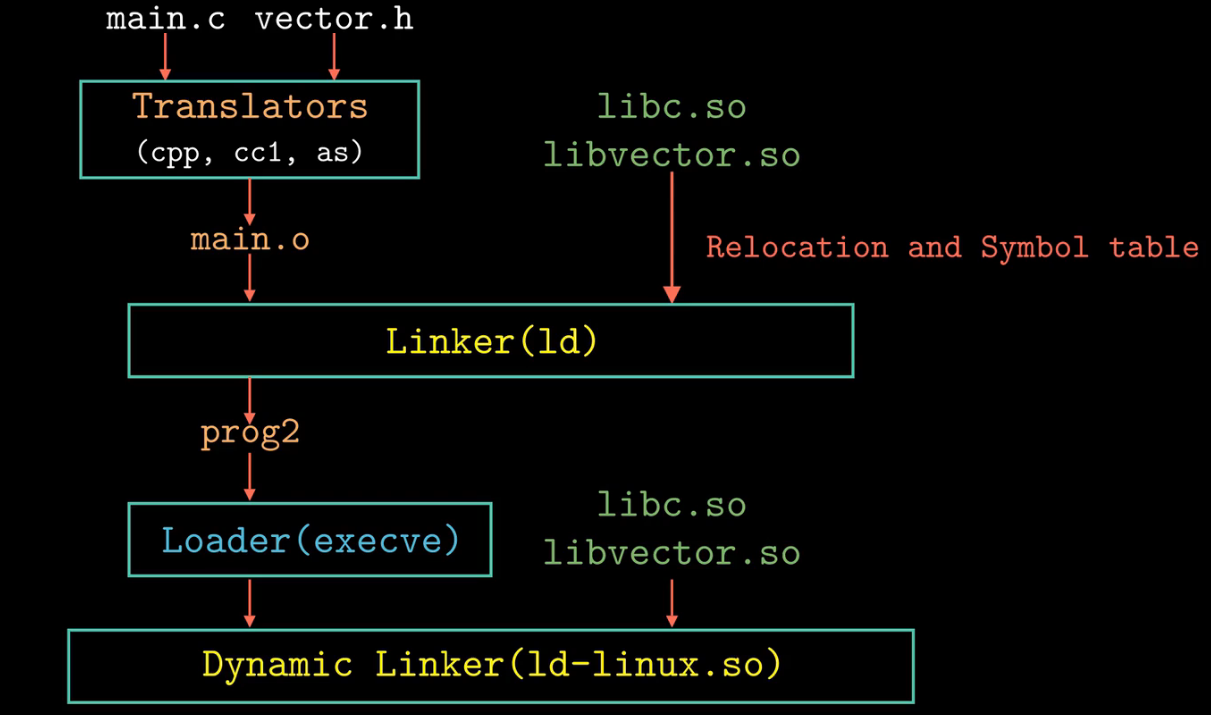 main.c vector.h
Translators
(cpp, cc1, as)
libc.so
libvector.so
main.o
Relocation and Symbol table
Linker(ld)
prog2
Loader(execve)
libc.so
libvector.so
Dynamic Linker(ld-linux.so)